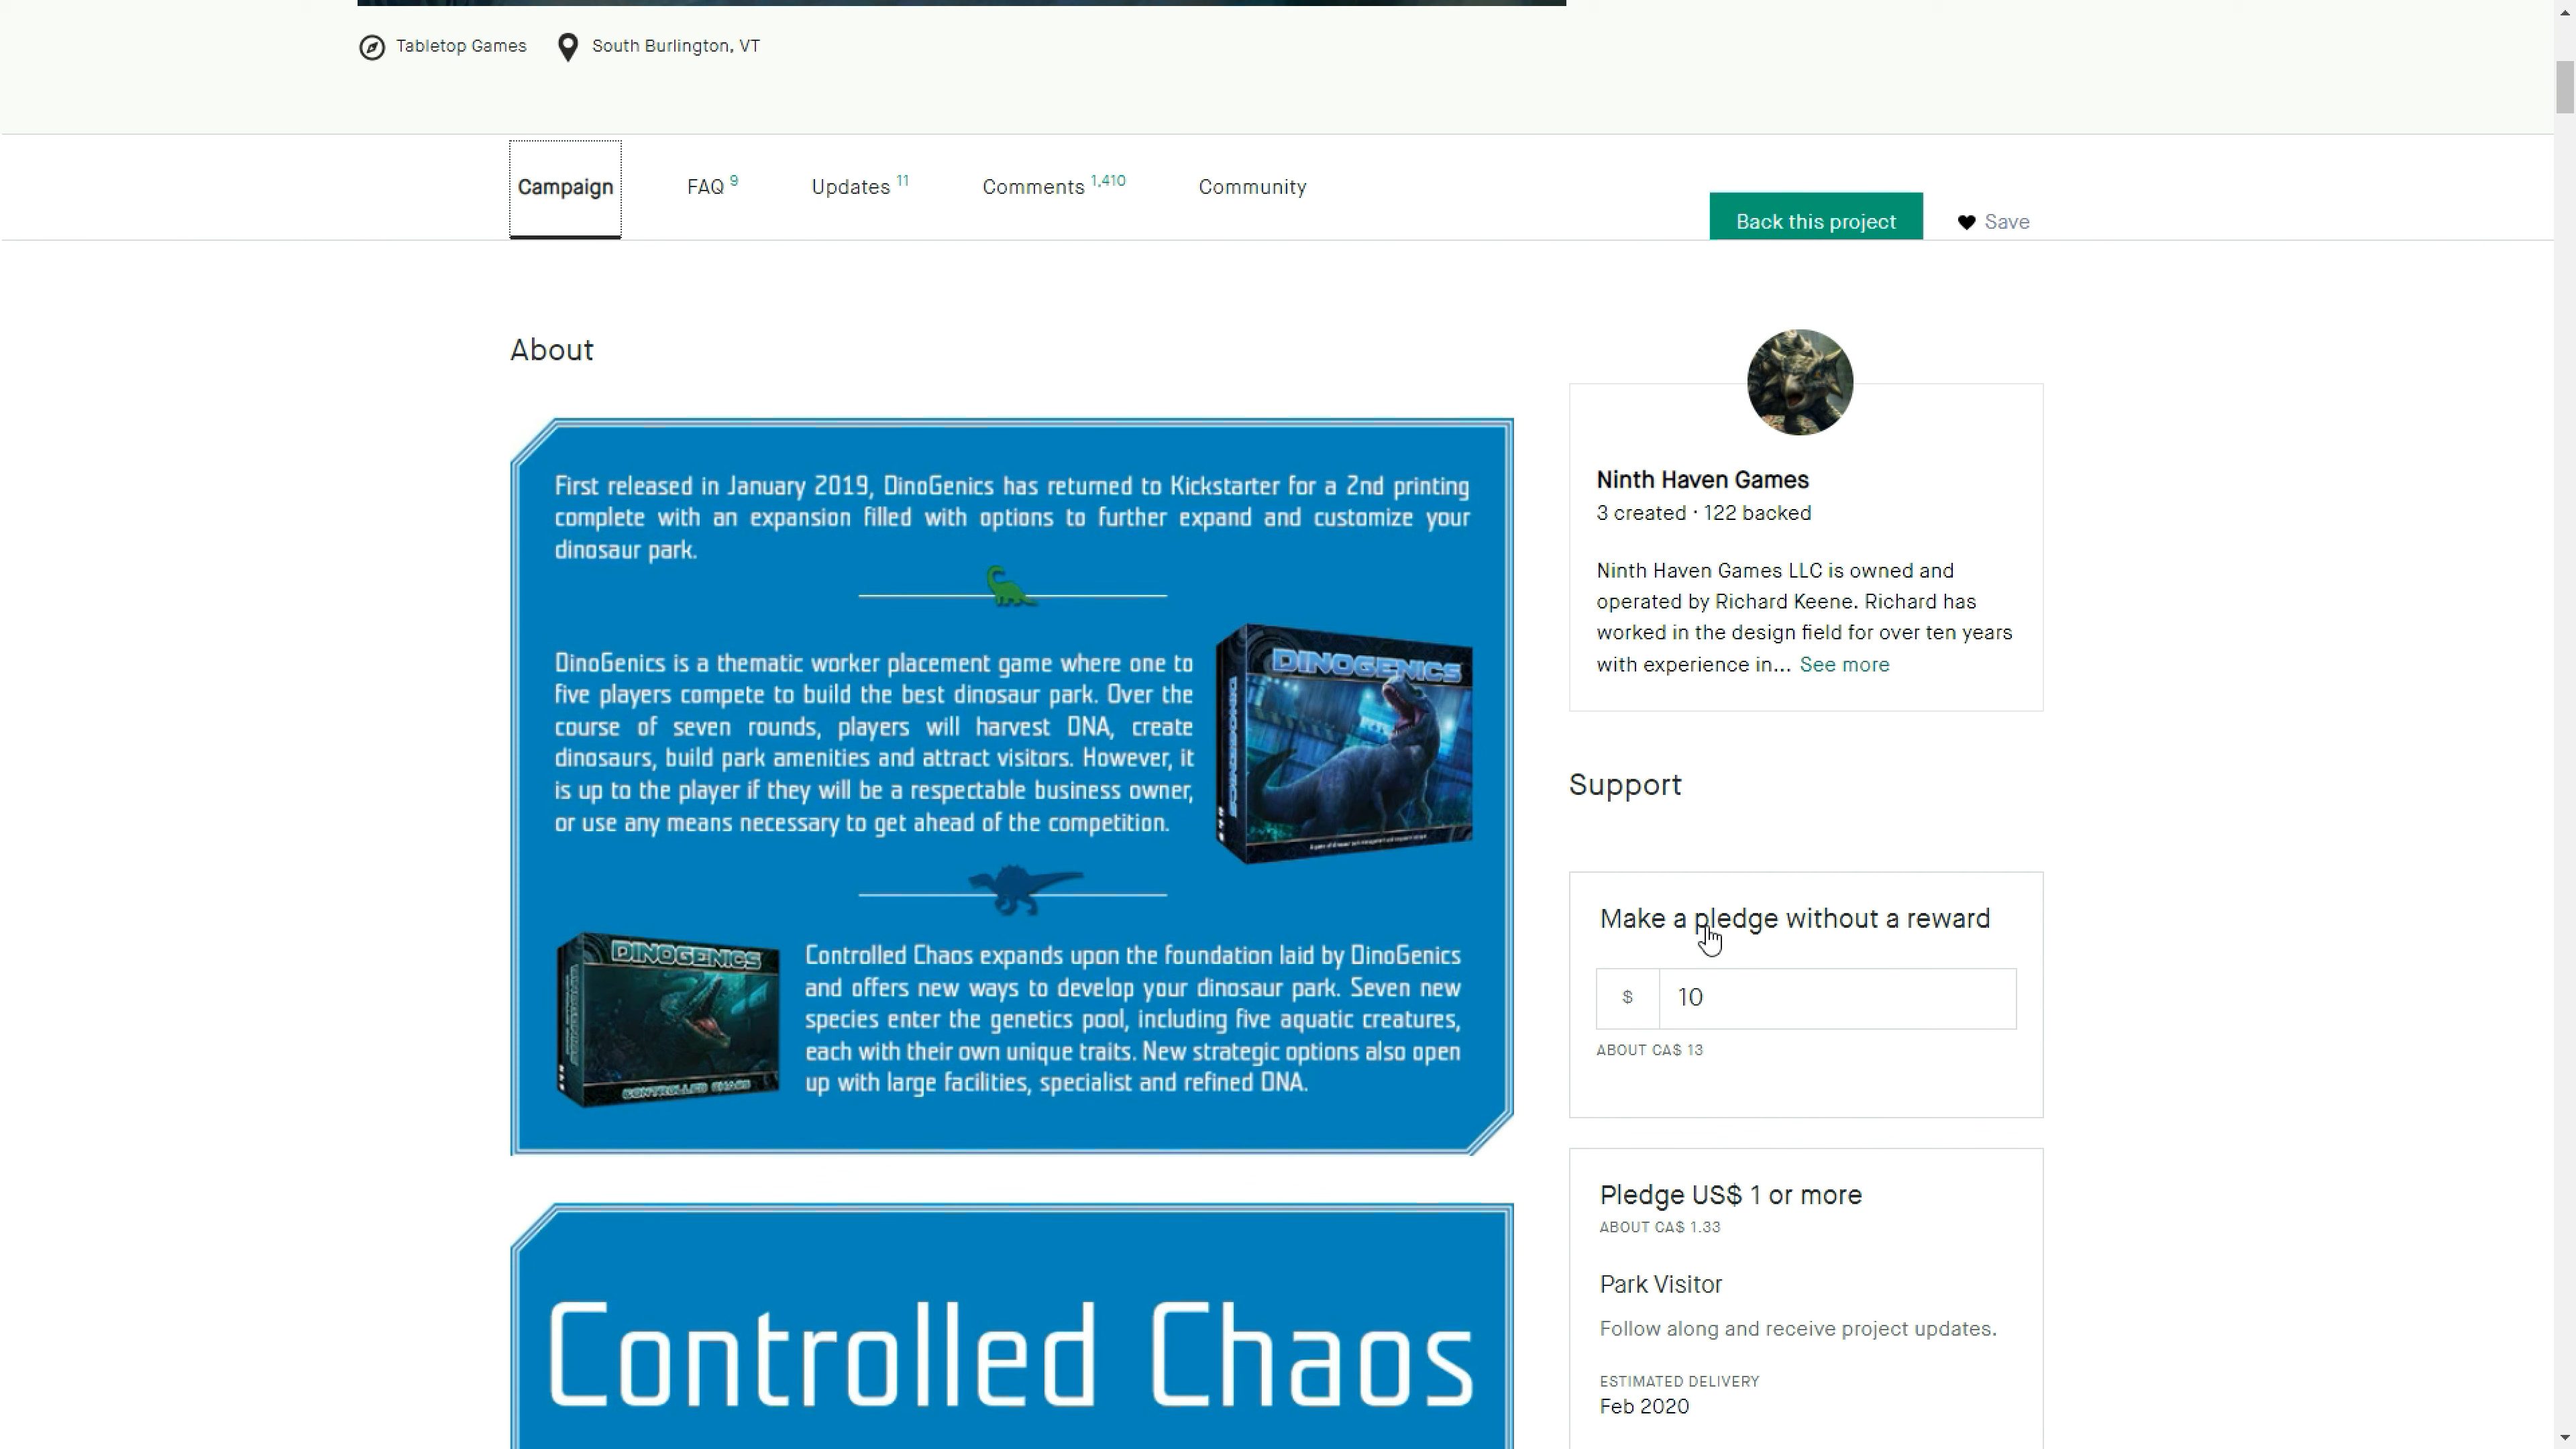 Tabletop Games
South Burlington, VT
Campaign
FAQ 9
Updates 11
Comments 1,410
Community
Back this project
Save
About
First released in January 2019, DinoGenics has returned to Kickstarter for a 2nd printing
complete with an expansion filled with options to further expand and customize your
dinosaur park.
DinoGenics is a thematic worker placement game where one to
five players compete to build the best dinosaur park. Over the
course of seven rounds, players will harvest DNA, create
dinosaurs, build park amenities and attract visitors. However, it
is up to the player if they will be a respectable business owner,
or use any means necessary to get ahead of the competition.
DINOGENICS
DINOGENICS
DINOGENICS
CONTROLLED CHAOS
Controlled Chaos expands upon the foundation laid by DinoGenics
and offers new ways to develop your dinosaur park. Seven new
species enter the genetics pool, including five aquatic creatures,
each with their own unique traits. New strategic options also open
up with large facilities, specialist and refined DNA.
Controlled Chaos
Ninth Haven Games
3 created · 122 backed
Ninth Haven Games LLC is owned and
operated by Richard Keene. Richard has
worked in the design field for over ten years
with experience in... See more
Support
Make a pledge without a reward
$ 10
ABOUT CA$ 13
Pledge US$ 1 or more
ABOUT CA$ 1.33
Park Visitor
Follow along and receive project updates.
ESTIMATED DELIVERY
Feb 2020